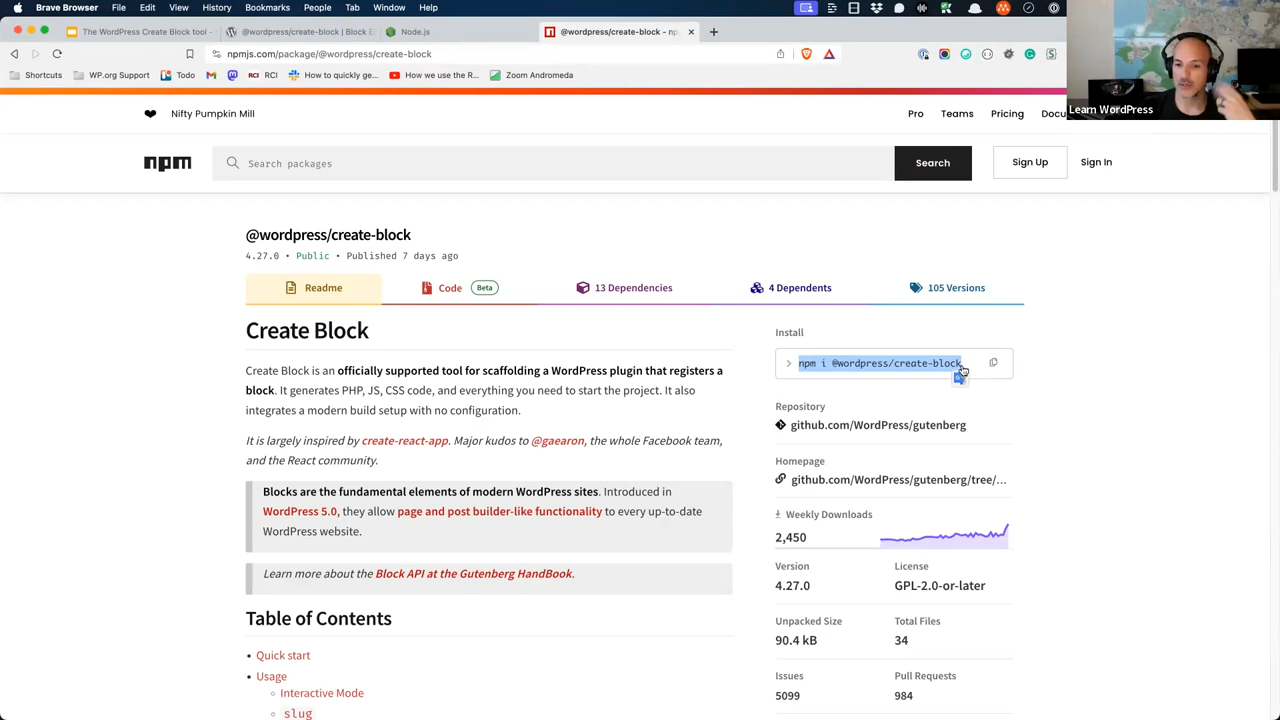 Brave Browser File Edit View History Bookmarks Profiles Tab Window Help
The WordPress Create Block tool -
@wordpress/create-block | Block E
Node.js
@wordpress/create-block - np
npmjs.com/package/@wordpress/create-block
Shortcuts
WP.org Support
Todo
M
RCI RCI
How to quickly ge...
How we use the R...
Zoom Andromeda
Learn WordPress
Nifty Pumpkin Mill
Pro
Teams
Pricing
Docu
npm
Search packages
Search
Sign Up
Sign In
@wordpress/create-block
4.27.0 • Public • Published 7 days ago
Readme
Code Beta
13 Dependencies
4 Dependents
105 Versions
Create Block
Create Block is an officially supported tool for scaffolding a WordPress plugin that registers a
block. It generates PHP, JS, CSS code, and everything you need to start the project. It also
integrates a modern build setup with no configuration.
It is largely inspired by create-react-app. Major kudos to @gaearon, the whole Facebook team,
and the React community.
Blocks are the fundamental elements of modern WordPress sites. Introduced in
WordPress 5.0, they allow page and post builder-like functionality to every up-to-date
WordPress website.
Learn more about the Block API at the Gutenberg HandBook.
Table of Contents
• Quick start
• Usage
Interactive Mode
slug
Install
npm i @wordpress/create-block
Repository
github.com/WordPress/gutenberg
Homepage
github.com/WordPress/gutenberg/tree/...
Weekly Downloads
2,450
Version
License
4.27.0
GPL-2.0-or-later
Unpacked Size
Total Files
90.4 kB
34
Issues
Pull Requests
5099
984